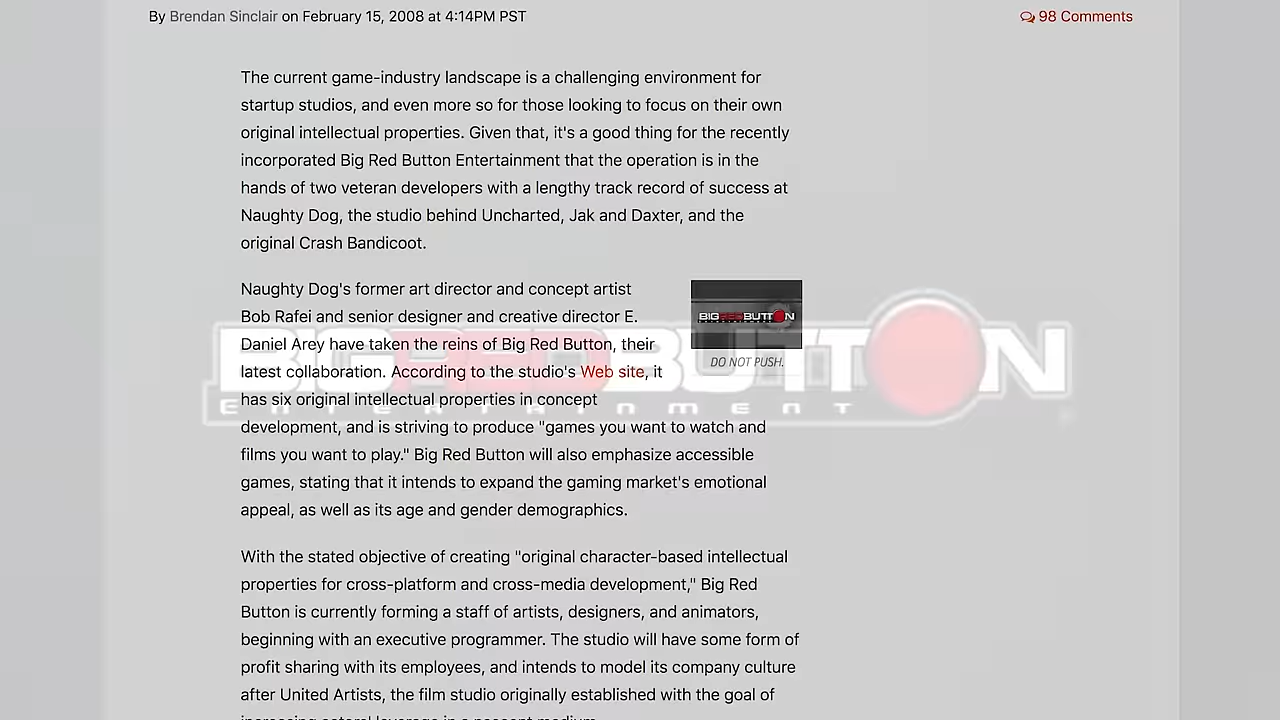 By Brendan Sinclair on February 15, 2008 at 4:14PM PST
98 Comments
The current game-industry landscape is a challenging environment for
startup studios, and even more so for those looking to focus on their own
original intellectual properties. Given that, it's a good thing for the recently
incorporated Big Red Button Entertainment that the operation is in the
hands of two veteran developers with a lengthy track record of success at
Naughty Dog, the studio behind Uncharted, Jak and Daxter, and the
original Crash Bandicoot.
Naughty Dog's former art director and concept artist
Bob Rafei and senior designer and creative director E.
Daniel Arey have taken the reins of Big Red Button, their
latest collaboration. According to the studio's Web site, it
has six original intellectual properties in concept
development, and is striving to produce "games you want to watch and
films you want to play." Big Red Button will also emphasize accessible
games, stating that it intends to expand the gaming market's emotional
appeal, as well as its age and gender demographics.
BIGREDBUTTON
DO NOT PUSH.
BIGREDBUTTON
Entertainment
With the stated objective of creating "original character-based intellectual
properties for cross-platform and cross-media development," Big Red
Button is currently forming a staff of artists, designers, and animators,
beginning with an executive programmer. The studio will have some form of
profit sharing with its employees, and intends to model its company culture
after United Artists, the film studio originally established with the goal of